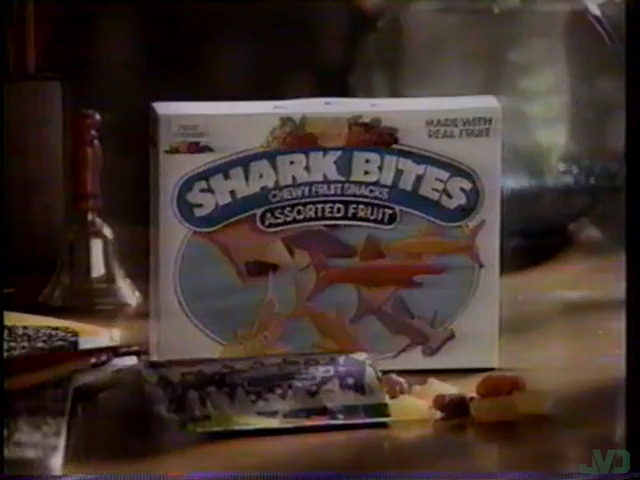 MADE WITH
REAL FRUIT
SHARK BITES
CHEWY FRUIT SNACKS
ASSORTED FRUIT
JVD